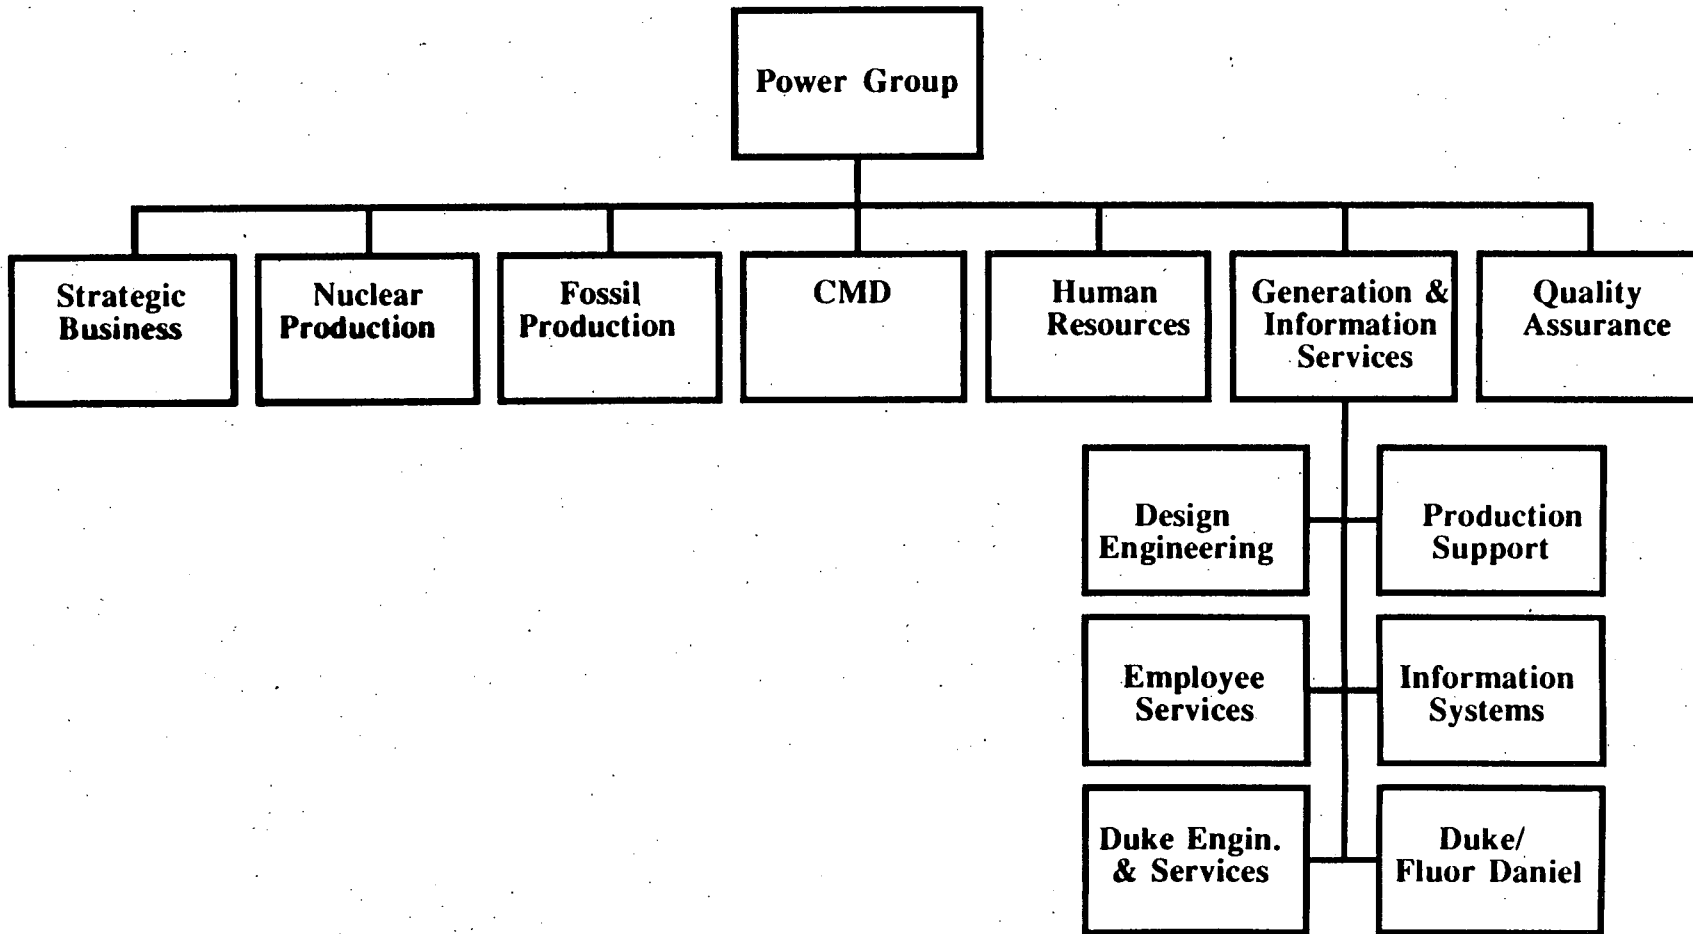 Power Group
Strategic
Business
Nuclear
Production
Fossil
Production
CMD
Human
Resources
Generation &
Information
Services
Quality
Assurance
Design
Engineering
Production
Support
Employee
Services
Information
Systems
Duke Engin.
& Services
Duke/
Fluor Daniel